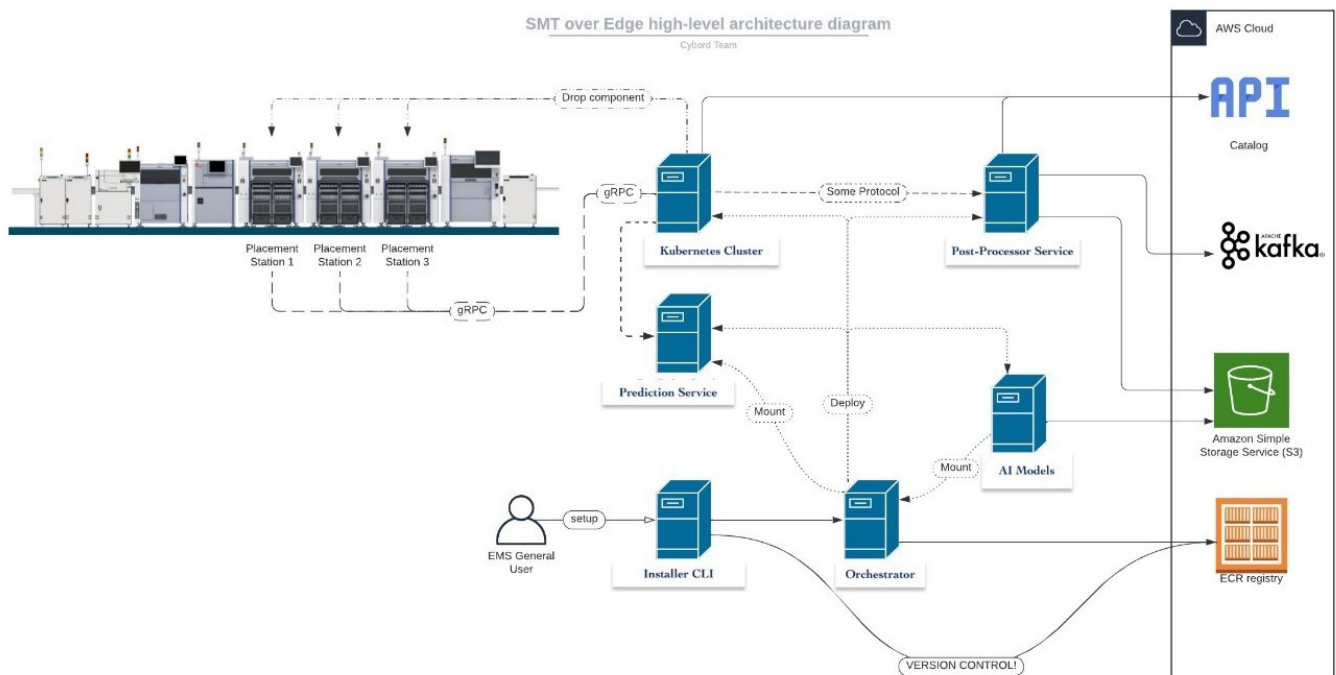 SMT over Edge high-level architecture diagram
Cybord Team
AWS Cloud
Drop component
API
Catalog
gRPC
Some Protocol
Kubernetes Cluster
Post-Processor Service
APACHE
kafka
Placement
Station 1
Placement
Station 2
Placement
Station 3
gRPC
Prediction Service
Mount
Deploy
Amazon Simple
Storage Service (S3)
Mount
AI Models
setup
EMS General
User
Installer CLI
Orchestrator
ECR registry
VERSION CONTROL!